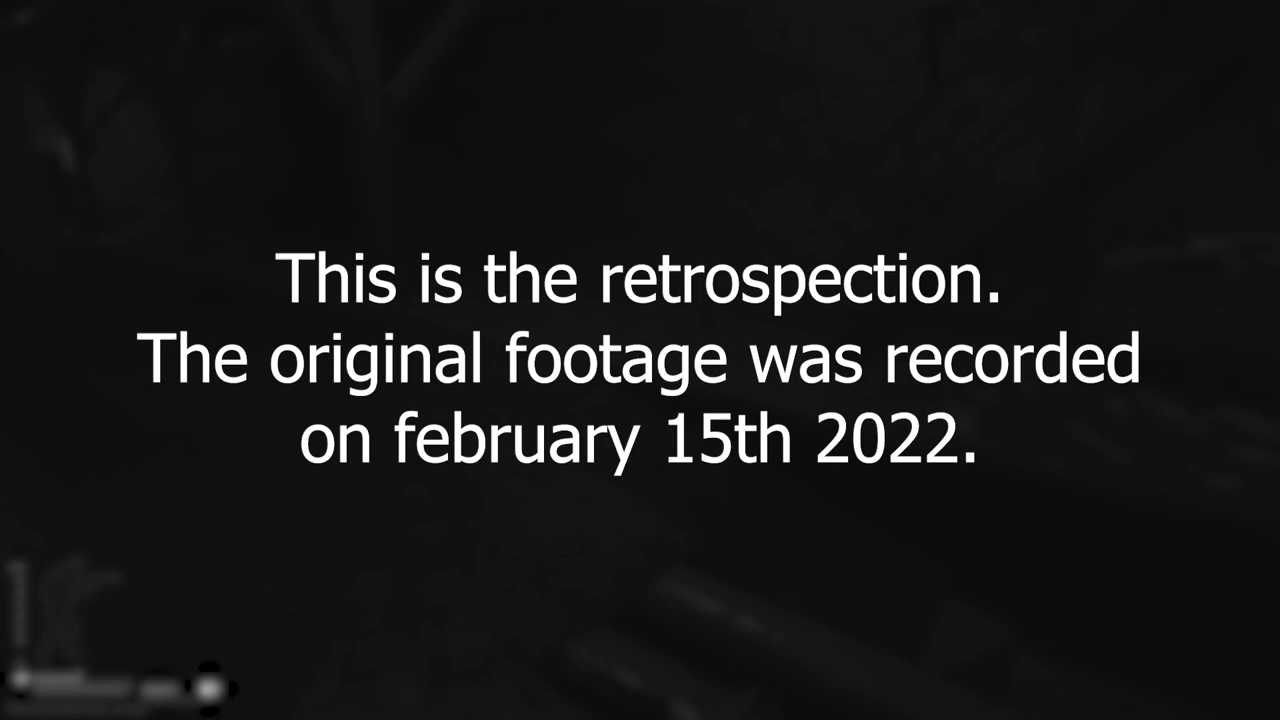 This is the retrospection.
The original footage was recorded
on february 15th 2022.